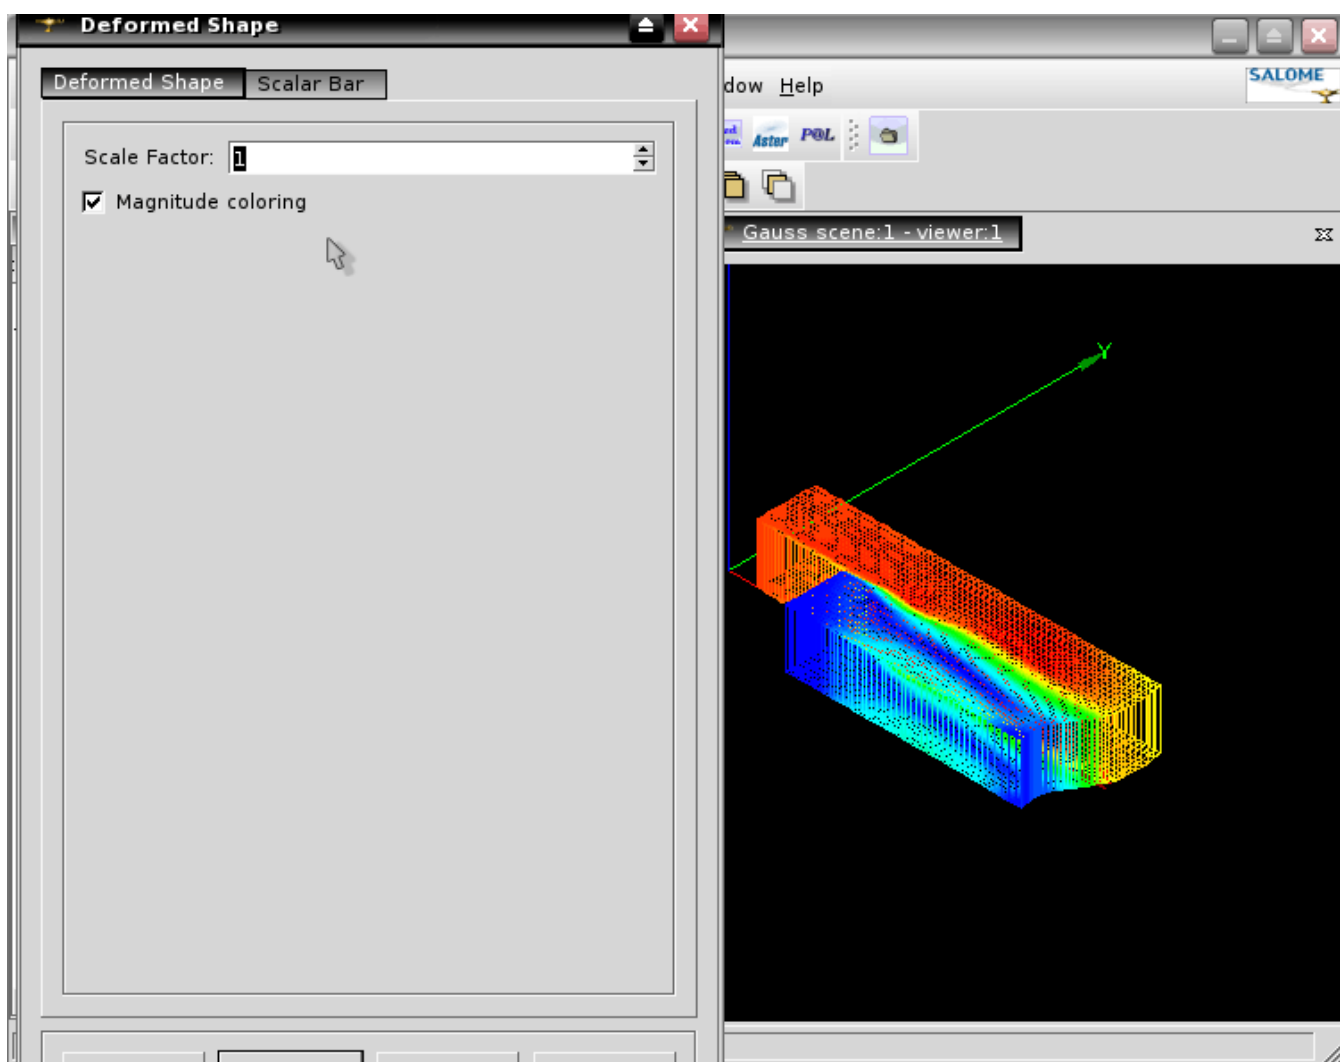 Deformed Shape
Deformed Shape
Scalar Bar
dow Help
SALOME
Aster P@L
Scale Factor: 1
Magnitude coloring
Gauss scene:1 - viewer:1
Y